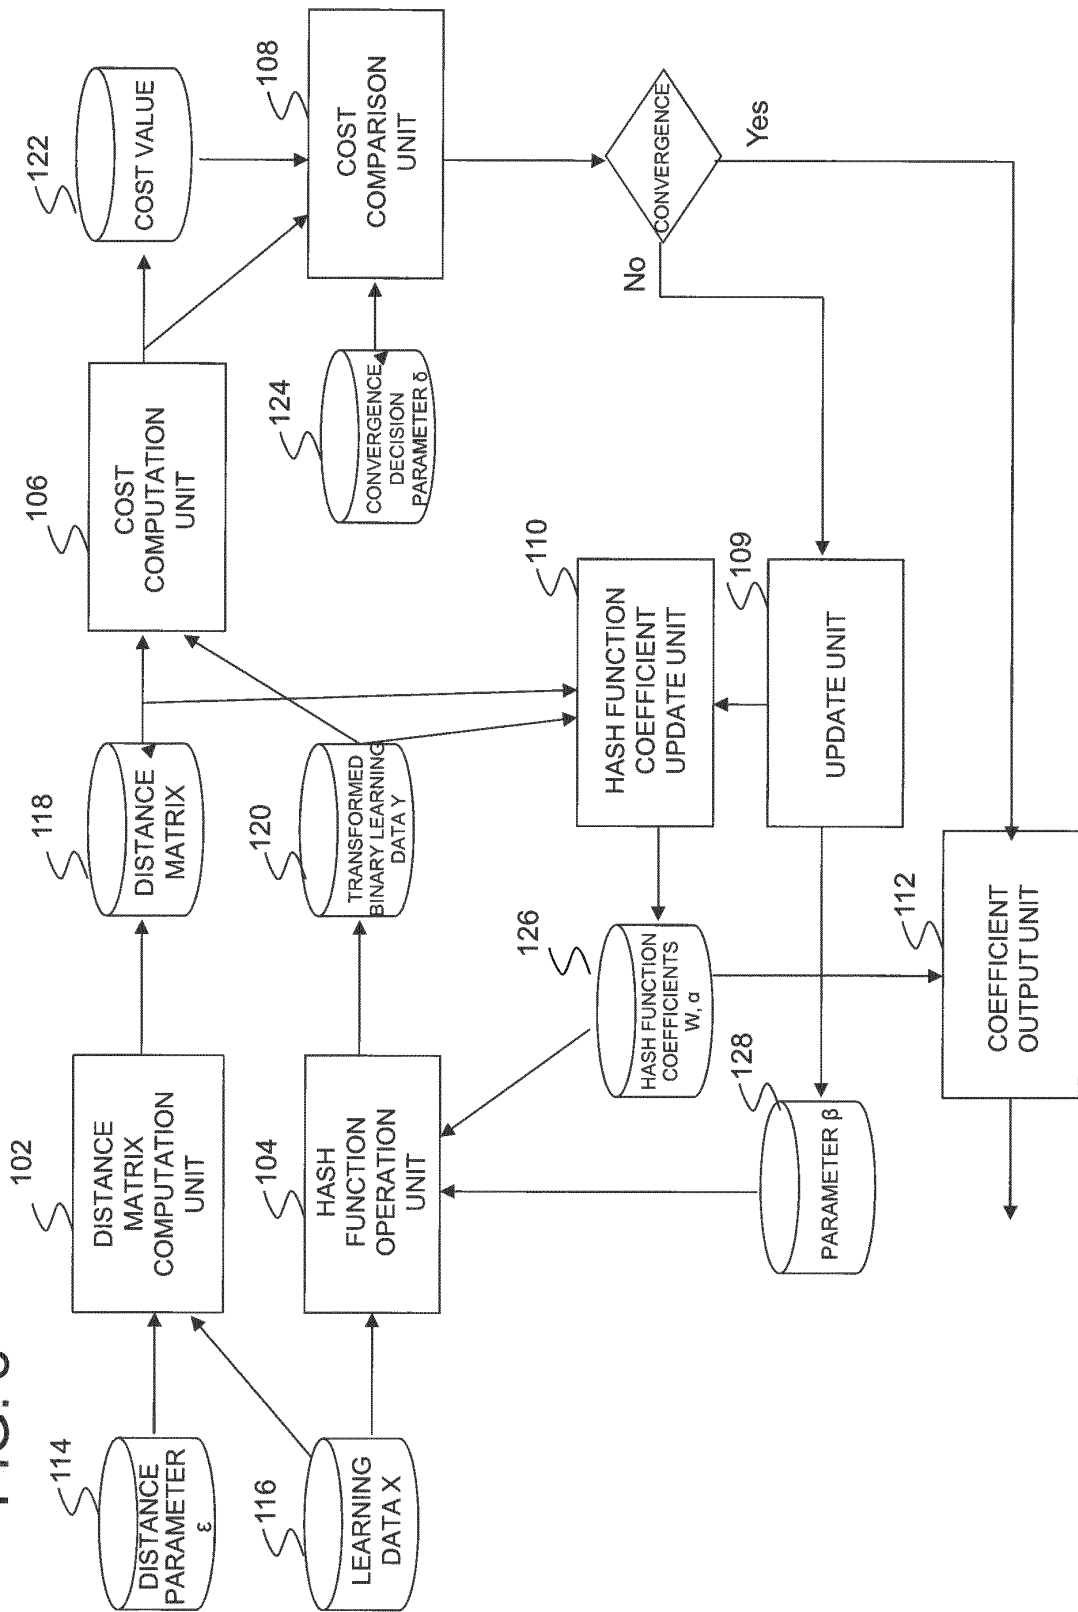 114
DISTANCE
PARAMETER
ε
116
LEARNING
DATA X
102
DISTANCE
MATRIX
COMPUTATION
UNIT
104
HASH
FUNCTION
OPERATION
UNIT
118
DISTANCE
MATRIX
120
TRANSFORMED
BINARY LEARNING
DATA Y
106
COST
COMPUTATION
UNIT
122
COST VALUE
124
CONVERGENCE
DECISION
PARAMETER δ
108
COST
COMPARISON
UNIT
CONVERGENCE
No
Yes
110
HASH FUNCTION
COEFFICIENT
UPDATE UNIT
109
UPDATE UNIT
126
HASH FUNCTION
COEFFICIENTS
W, α
128
PARAMETER β
112
COEFFICIENT
OUTPUT UNIT